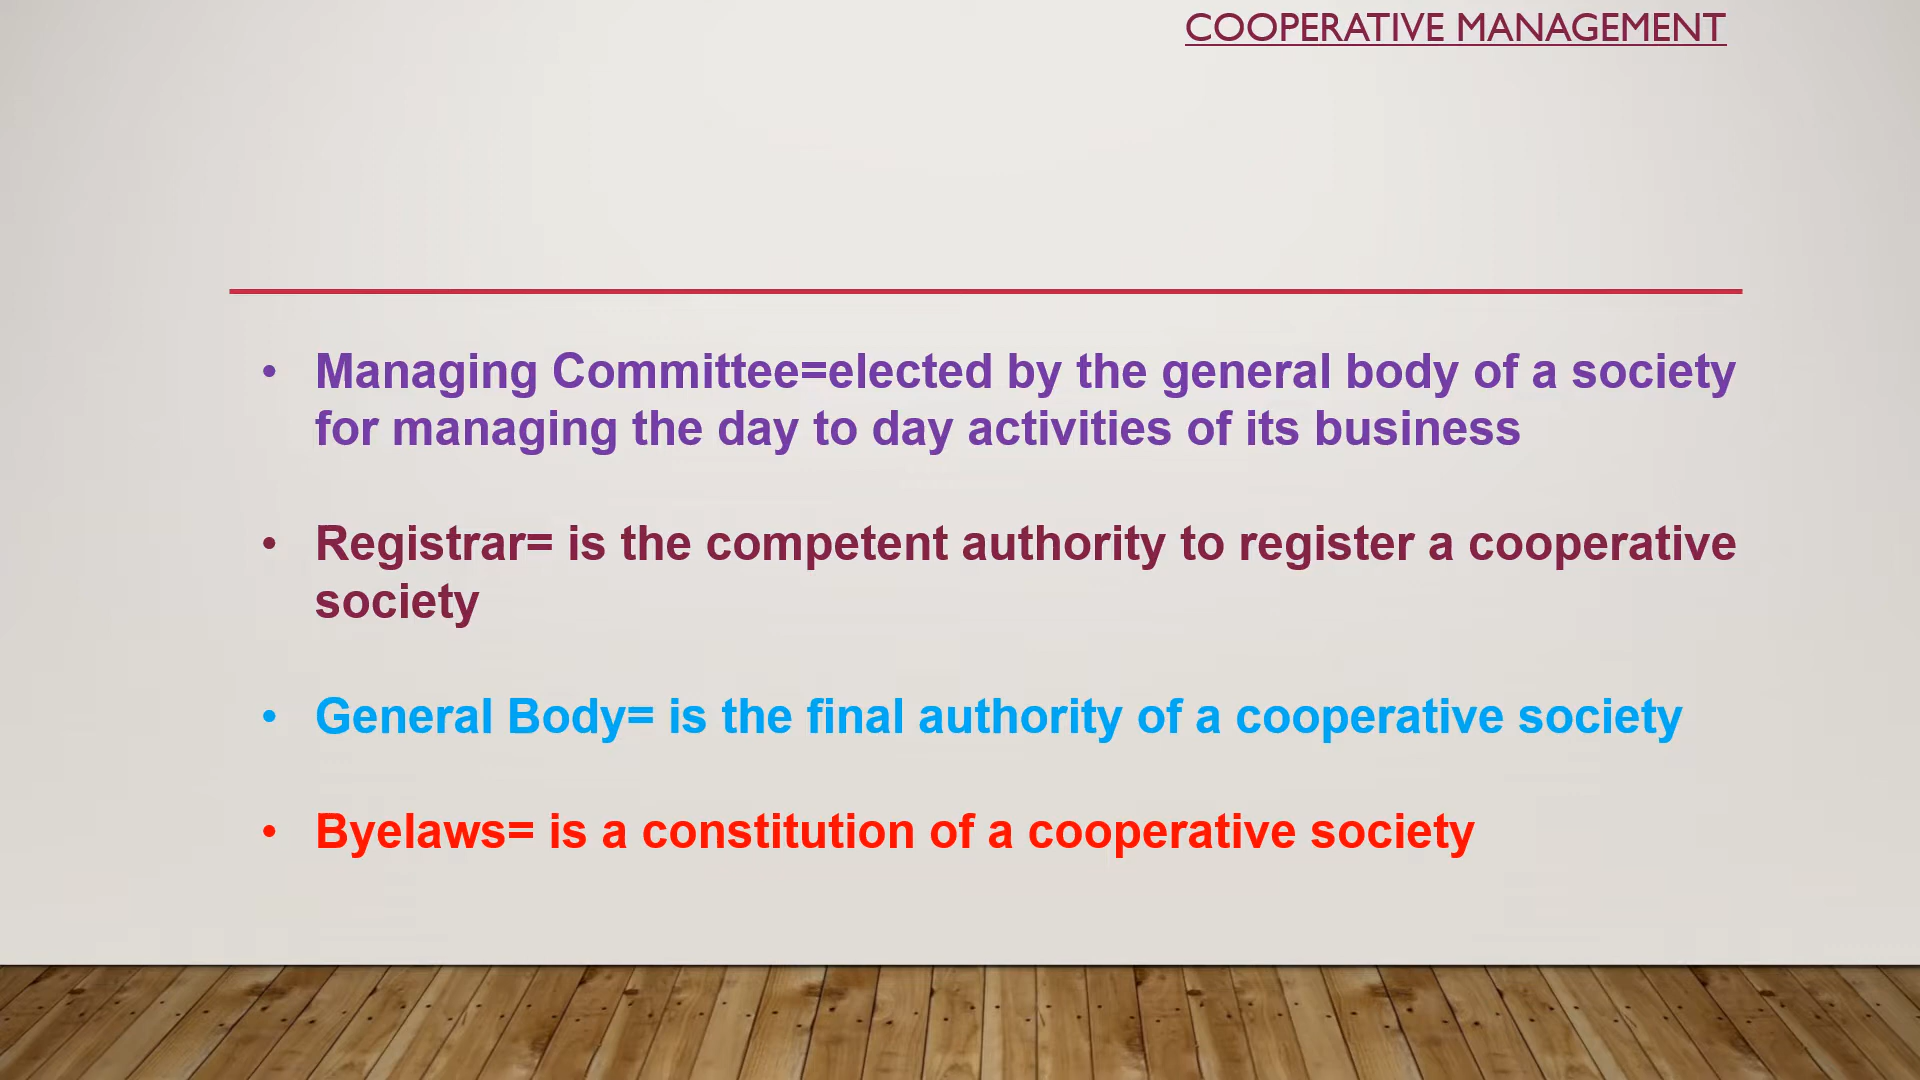 COOPERATIVE MANAGEMENT
• Managing Committee=elected by the general body of a society
for managing the day to day activities of its business
• Registrar= is the competent authority to register a cooperative
society
• General Body= is the final authority of a cooperative society
• Byelaws= is a constitution of a cooperative society